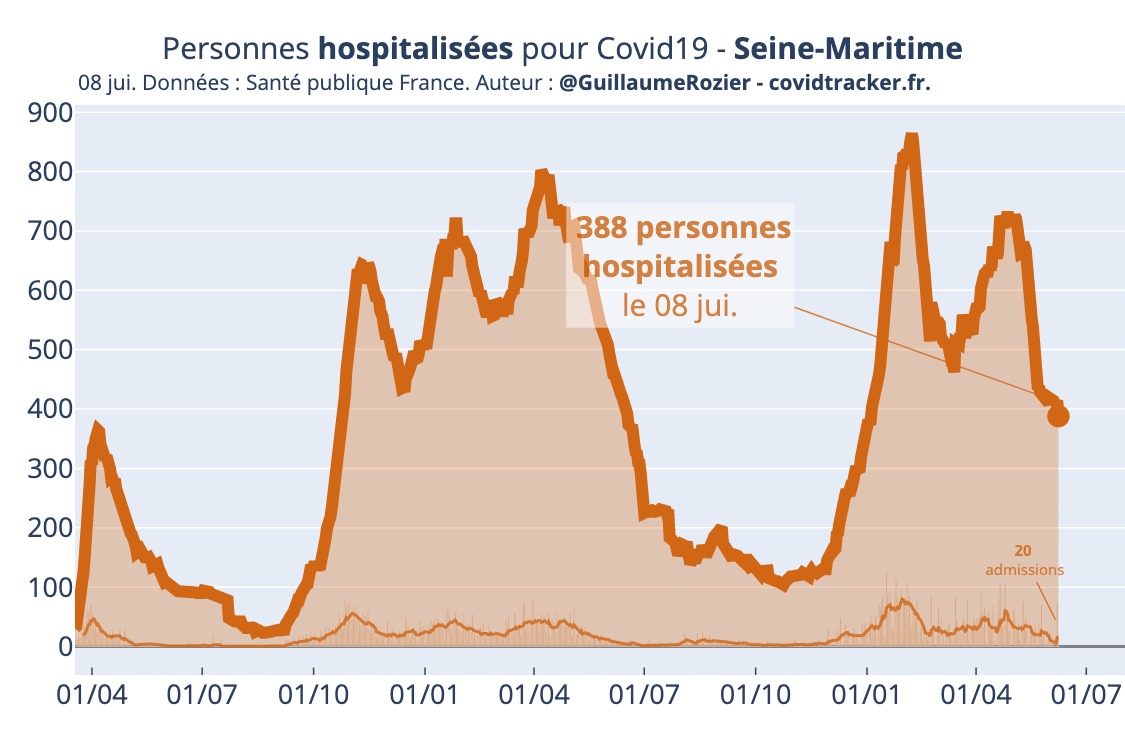 Personnes hospitalisées pour Covid19 - Seine-Maritime
08 jui. Données : Santé publique France. Auteur : @GuillaumeRozier - covidtracker.fr.
900
800
700
600
500
400
300
200
100
0
388 personnes
hospitalisées
le 08 jui.
20
admissions
01/04 01/07 01/10 01/01 01/04 01/07 01/10 01/01 01/04 01/07